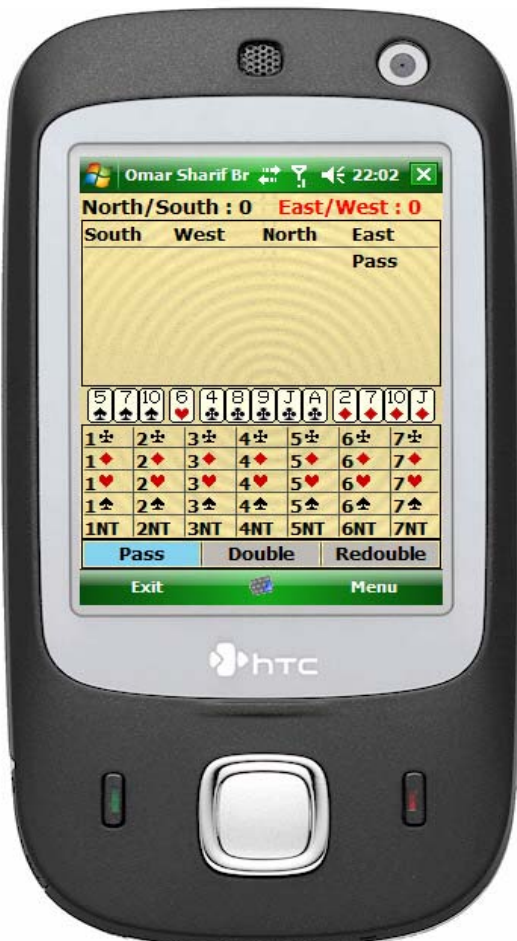 Omar Sharif Br 22:02
North/South : 0 East/West : 0
South West North East
Pass
5♠ 7♠ 10♠ 6♥ 4♣ 8♣ 9♣ J♣ A♣ 2♦ 7♦ 10♦ J♦
1♣ 2♣ 3♣ 4♣ 5♣ 6♣ 7♣
1♦ 2♦ 3♦ 4♦ 5♦ 6♦ 7♦
1♥ 2♥ 3♥ 4♥ 5♥ 6♥ 7♥
1♠ 2♠ 3♠ 4♠ 5♠ 6♠ 7♠
1NT 2NT 3NT 4NT 5NT 6NT 7NT
Pass Double Redouble
Exit Menu
hTC